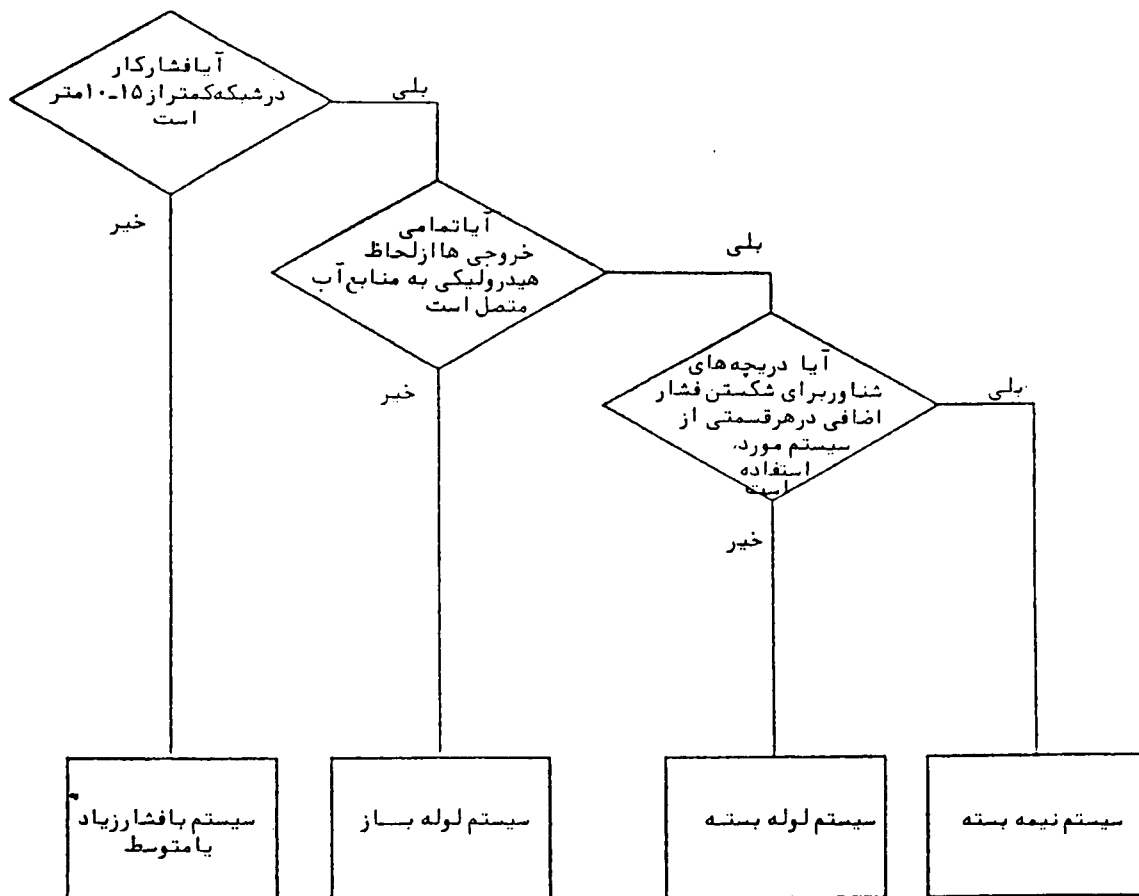 آیا فشار کار
در شبکه کمتر از ۱۵-۱۰ متر
است
بلی
خیر
آیا تمامی
خروجی ها از لحاظ
هیدرولیکی به منابع آب
متصل است
بلی
خیر
آیا دریچه های
شناور برای شکستن فشار
اضافی در هر قسمتی از
سیستم مورد
استفاده
است
بلی
خیر
سیستم با فشار زیاد
یا متوسط
سیستم لوله باز
سیستم لوله بسته
سیستم نیمه بسته